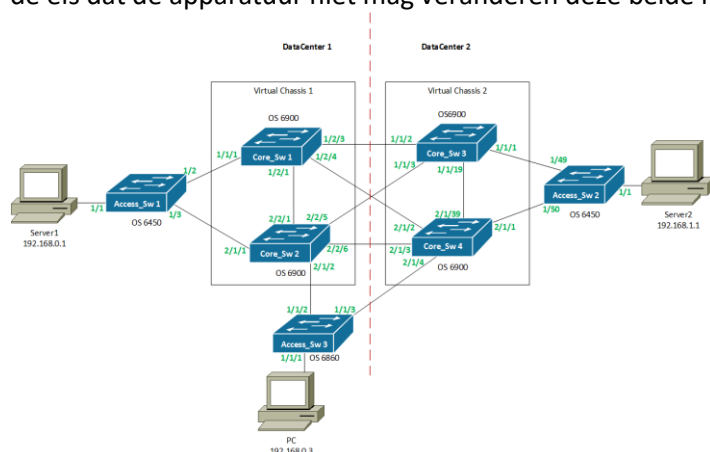 de eis dat de apparatuur niet mag veranderen deze beide
DataCenter 1
DataCenter 2
Virtual Chassis 1
Virtual Chassis 2
OS 6900
OS6900
1/2/3
1/1/2
1/1/1
Core_Sw 1
1/2/4
1/2/1
1/1/1
Core_Sw 3
1/1/3
1/1/19
1/2
1/49
Access_Sw 1
1/1
1/3
OS 6450
Server1
192.168.0.1
Access_Sw 2
1/1
1/50
OS 6450
Server2
192.168.1.1
2/2/1
2/2/5
2/1/1
Core_Sw 2
2/2/6
OS 6900
2/1/2
2/1/39
2/1/2
2/1/1
2/1/3
Core_Sw 4
2/1/4
OS 6900
1/1/2
1/1/3
Access_Sw 3
1/1/1
OS 6860
PC
192.168.0.3